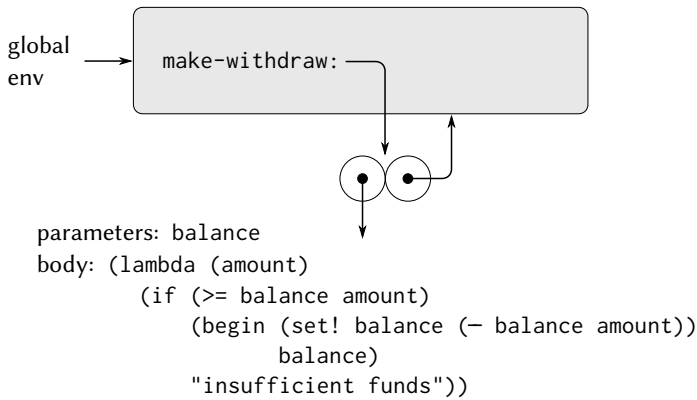 global
env
make-withdraw:
parameters: balance
body: (lambda (amount)
(if (>= balance amount)
(begin (set! balance (— balance amount))
balance)
"insufficient funds"))